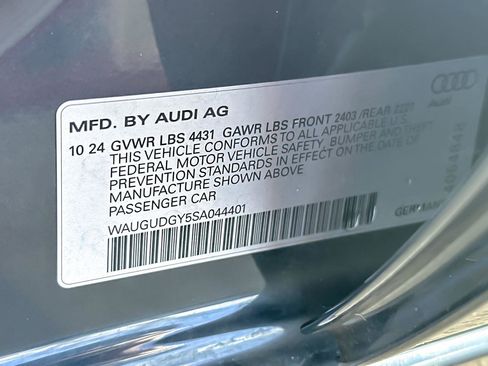 MFD. BY AUDI AG
Audi
10 24 GVWR LBS 4431 GAWR LBS FRONT 2403 /REAR
THIS VEHICLE CONFORMS TO ALL APPLICABLE U.S.
FEDERAL MOTOR VEHICLE SAFETY, BUMPER AND THEFT
PREVENTION STANDARDS IN EFFECT ON THE DATE OF
MANUFACTURE SHOWN ABOVE.
PASSENGER CAR
WAUGUDGY5SA044401
GERMANY